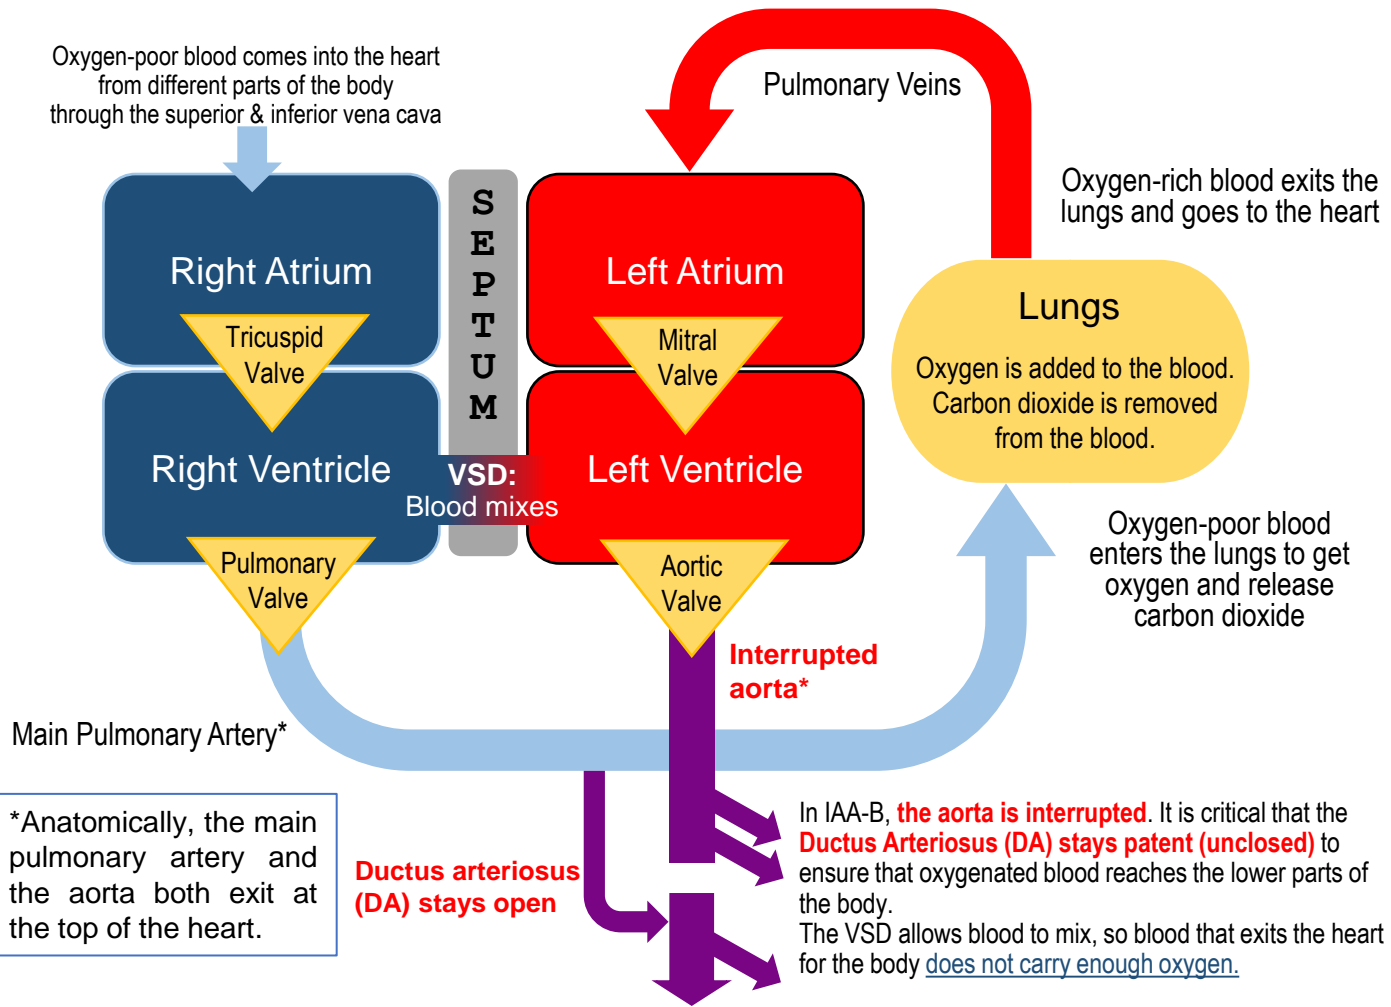 Oxygen-poor blood comes into the heart
from different parts of the body
through the superior & inferior vena cava
Pulmonary Veins
Oxygen-rich blood exits the
lungs and goes to the heart
S
E
P
T
U
M
Right Atrium
Left Atrium
Tricuspid
Valve
Mitral
Valve
Lungs
Oxygen is added to the blood.
Carbon dioxide is removed
from the blood.
Right Ventricle
VSD:
Blood mixes
Left Ventricle
Pulmonary
Valve
Aortic
Valve
Oxygen-poor blood
enters the lungs to get
oxygen and release
carbon dioxide
Interrupted
aorta*
Main Pulmonary Artery*
*Anatomically, the main
pulmonary artery and
the aorta both exit at
the top of the heart.
Ductus arteriosus
(DA) stays open
In IAA-B, the aorta is interrupted. It is critical that the
Ductus Arteriosus (DA) stays patent (unclosed) to
ensure that oxygenated blood reaches the lower parts of
the body.
The VSD allows blood to mix, so blood that exits the heart
for the body does not carry enough oxygen.